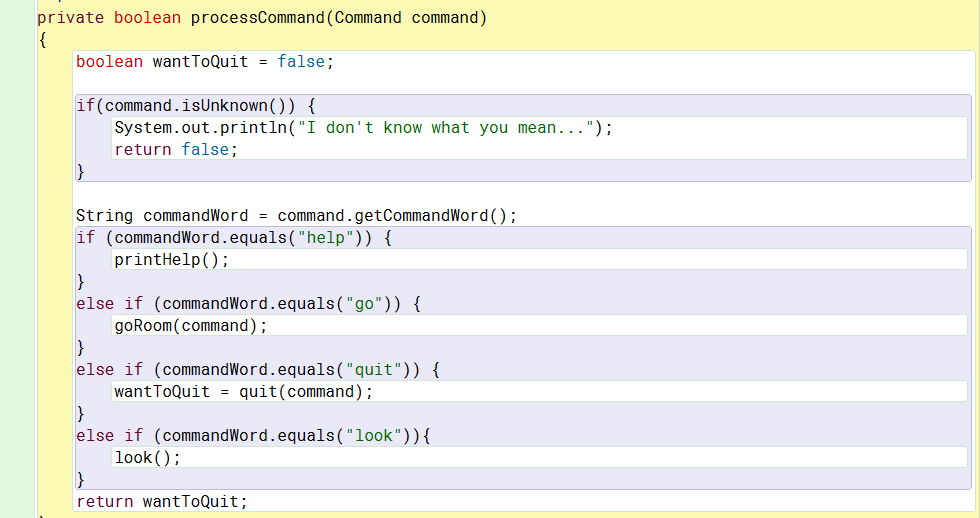 private boolean processCommand(Command command)
{
boolean wantToQuit = false;
if(command.isUnknown()) {
System.out.println("I don't know what you mean...");
return false;
}
String commandWord = command.getCommandWord();
if (commandWord.equals("help")) {
printHelp();
}
else if (commandWord.equals("go")) {
goRoom(command);
}
else if (commandWord.equals("quit")) {
wantToQuit = quit(command);
}
else if (commandWord.equals("look")){
look();
}
return wantToQuit;